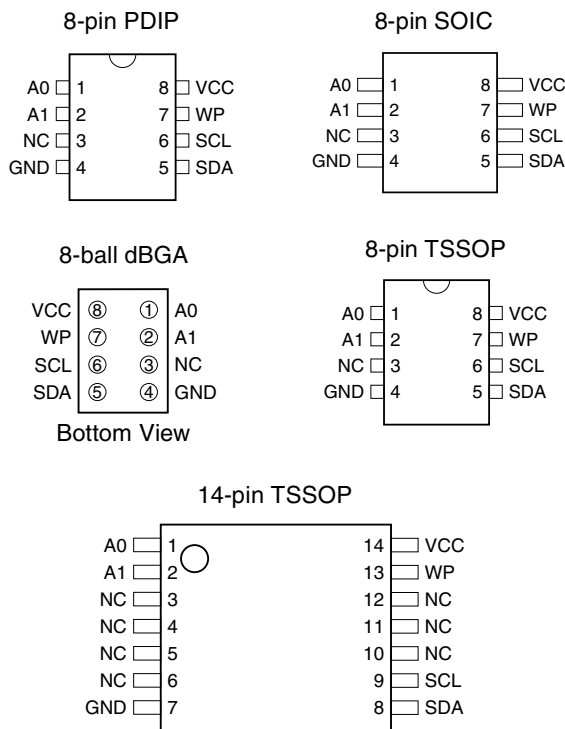 8-pin PDIP
A0 1 8 VCC
A1 2 7 WP
NC 3 6 SCL
GND 4 5 SDA
8-pin SOIC
A0 1 8 VCC
A1 2 7 WP
NC 3 6 SCL
GND 4 5 SDA
8-ball dBGA
VCC 8 1 A0
WP 7 2 A1
SCL 6 3 NC
SDA 5 4 GND
Bottom View
8-pin TSSOP
A0 1 8 VCC
A1 2 7 WP
NC 3 6 SCL
GND 4 5 SDA
14-pin TSSOP
A0 1 14 VCC
A1 2 13 WP
NC 3 12 NC
NC 4 11 NC
NC 5 10 NC
NC 6 9 SCL
GND 7 8 SDA